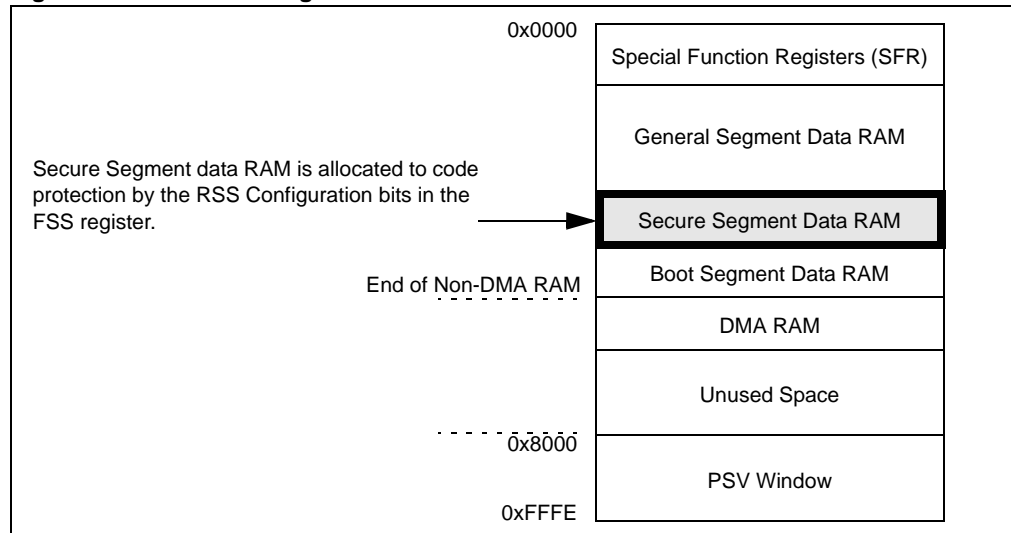 0x0000
Special Function Registers (SFR)
General Segment Data RAM
Secure Segment data RAM is allocated to code
protection by the RSS Configuration bits in the
FSS register.
Secure Segment Data RAM
Boot Segment Data RAM
End of Non-DMA RAM
DMA RAM
Unused Space
0x8000
PSV Window
0xFFFE